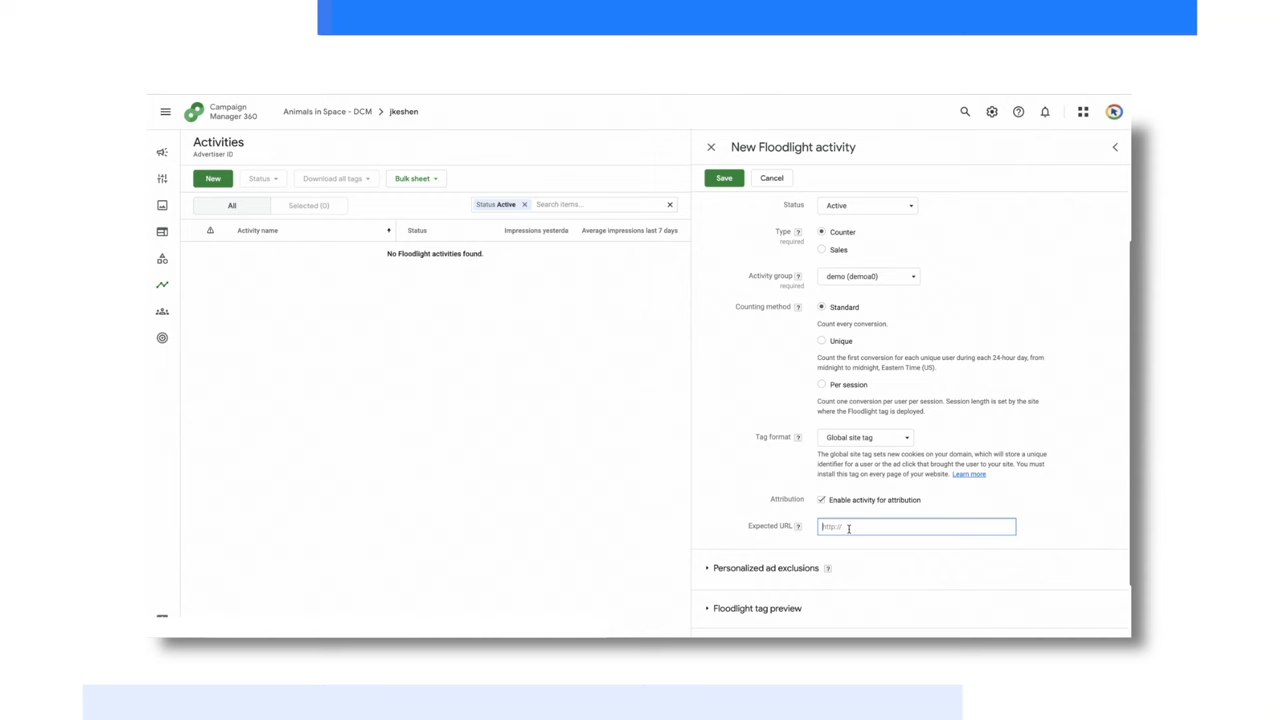 Campaign
Manager 360
Animals in Space - DCM > jkeshen
Activities
Advertiser ID
New
Status
Download all tags
Bulk sheet
All
Selected (0)
Status Active
Search items...
Activity name
Status
Impressions yesterda
Average impressions last 7 days
No Floodlight activities found.
New Floodlight activity
Save
Cancel
Status
Active
Type ?
required
Counter
Sales
Activity group ?
required
demo (demoa0)
Counting method ?
Standard
Count every conversion.
Unique
Count the first conversion for each unique user during each 24-hour day, from
midnight to midnight, Eastern Time (US).
Per session
Count one conversion per user per session. Session length is set by the site
where the Floodlight tag is deployed.
Tag format ?
Global site tag
The global site tag sets new cookies on your domain, which will store a unique
identifier for a user or the ad click that brought the user to your site. You must
install this tag on every page of your website. Learn more
Attribution
Enable activity for attribution
Expected URL ?
http://
Personalized ad exclusions ?
Floodlight tag preview